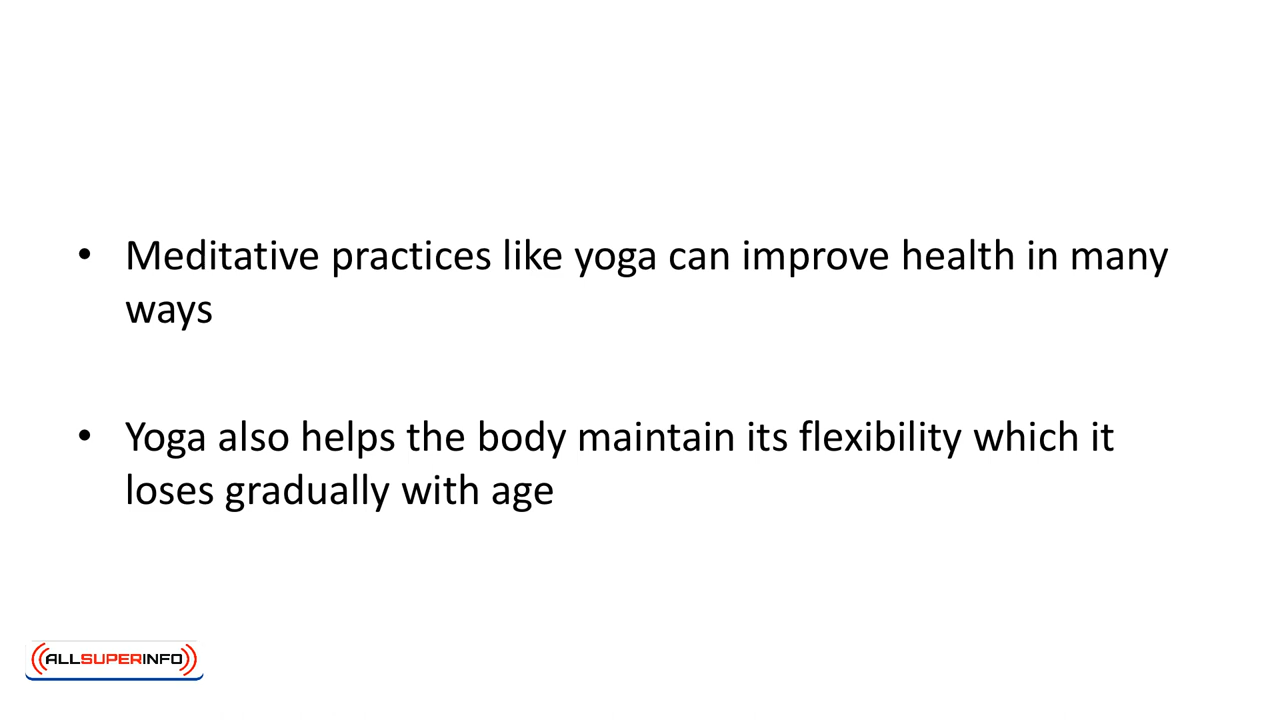 • Meditative practices like yoga can improve health in many
ways
• Yoga also helps the body maintain its flexibility which it
loses gradually with age
ALLSUPERINFO